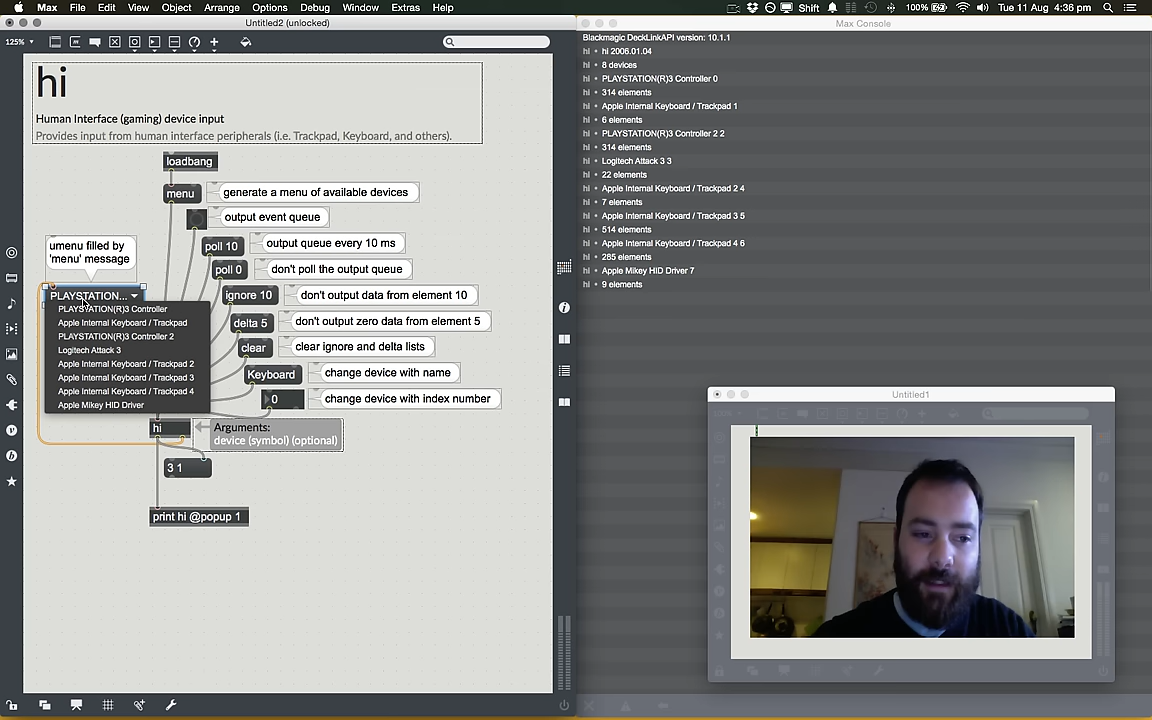 Max File Edit View Object Arrange Options Debug Window Extras Help
Shift 100% Tue 11 Aug 4:36 pm
Untitled2 (unlocked)
125%
hi
Human Interface (gaming) device input
Provides input from human interface peripherals (i.e. Trackpad, Keyboard, and others).
loadbang
menu
generate a menu of available devices
output event queue
poll 10
output queue every 10 ms
poll 0
don't poll the output queue
umenu filled by
'menu' message
PLAYSTATION...
ignore 10
don't output data from element 10
delta 5
don't output zero data from element 5
clear
clear ignore and delta lists
Keyboard
change device with name
0
change device with index number
PLAYSTATION(R)3 Controller
Apple Internal Keyboard / Trackpad
PLAYSTATION(R)3 Controller 2
Logitech Attack 3
Apple Internal Keyboard / Trackpad 2
Apple Internal Keyboard / Trackpad 3
Apple Internal Keyboard / Trackpad 4
Apple Mikey HID Driver
hi
Arguments:
device (symbol) (optional)
3 1
print hi @popup 1
Max Console
Blackmagic DeckLinkAPI version: 10.1.1
hi • hi 2006.01.04
hi • 8 devices
hi • PLAYSTATION(R)3 Controller 0
hi • 314 elements
hi • Apple Internal Keyboard / Trackpad 1
hi • 6 elements
hi • PLAYSTATION(R)3 Controller 2 2
hi • 314 elements
hi • Logitech Attack 3 3
hi • 22 elements
hi • Apple Internal Keyboard / Trackpad 2 4
hi • 7 elements
hi • Apple Internal Keyboard / Trackpad 3 5
hi • 514 elements
hi • Apple Internal Keyboard / Trackpad 4 6
hi • 285 elements
hi • Apple Mikey HID Driver 7
hi • 9 elements
Untitled1